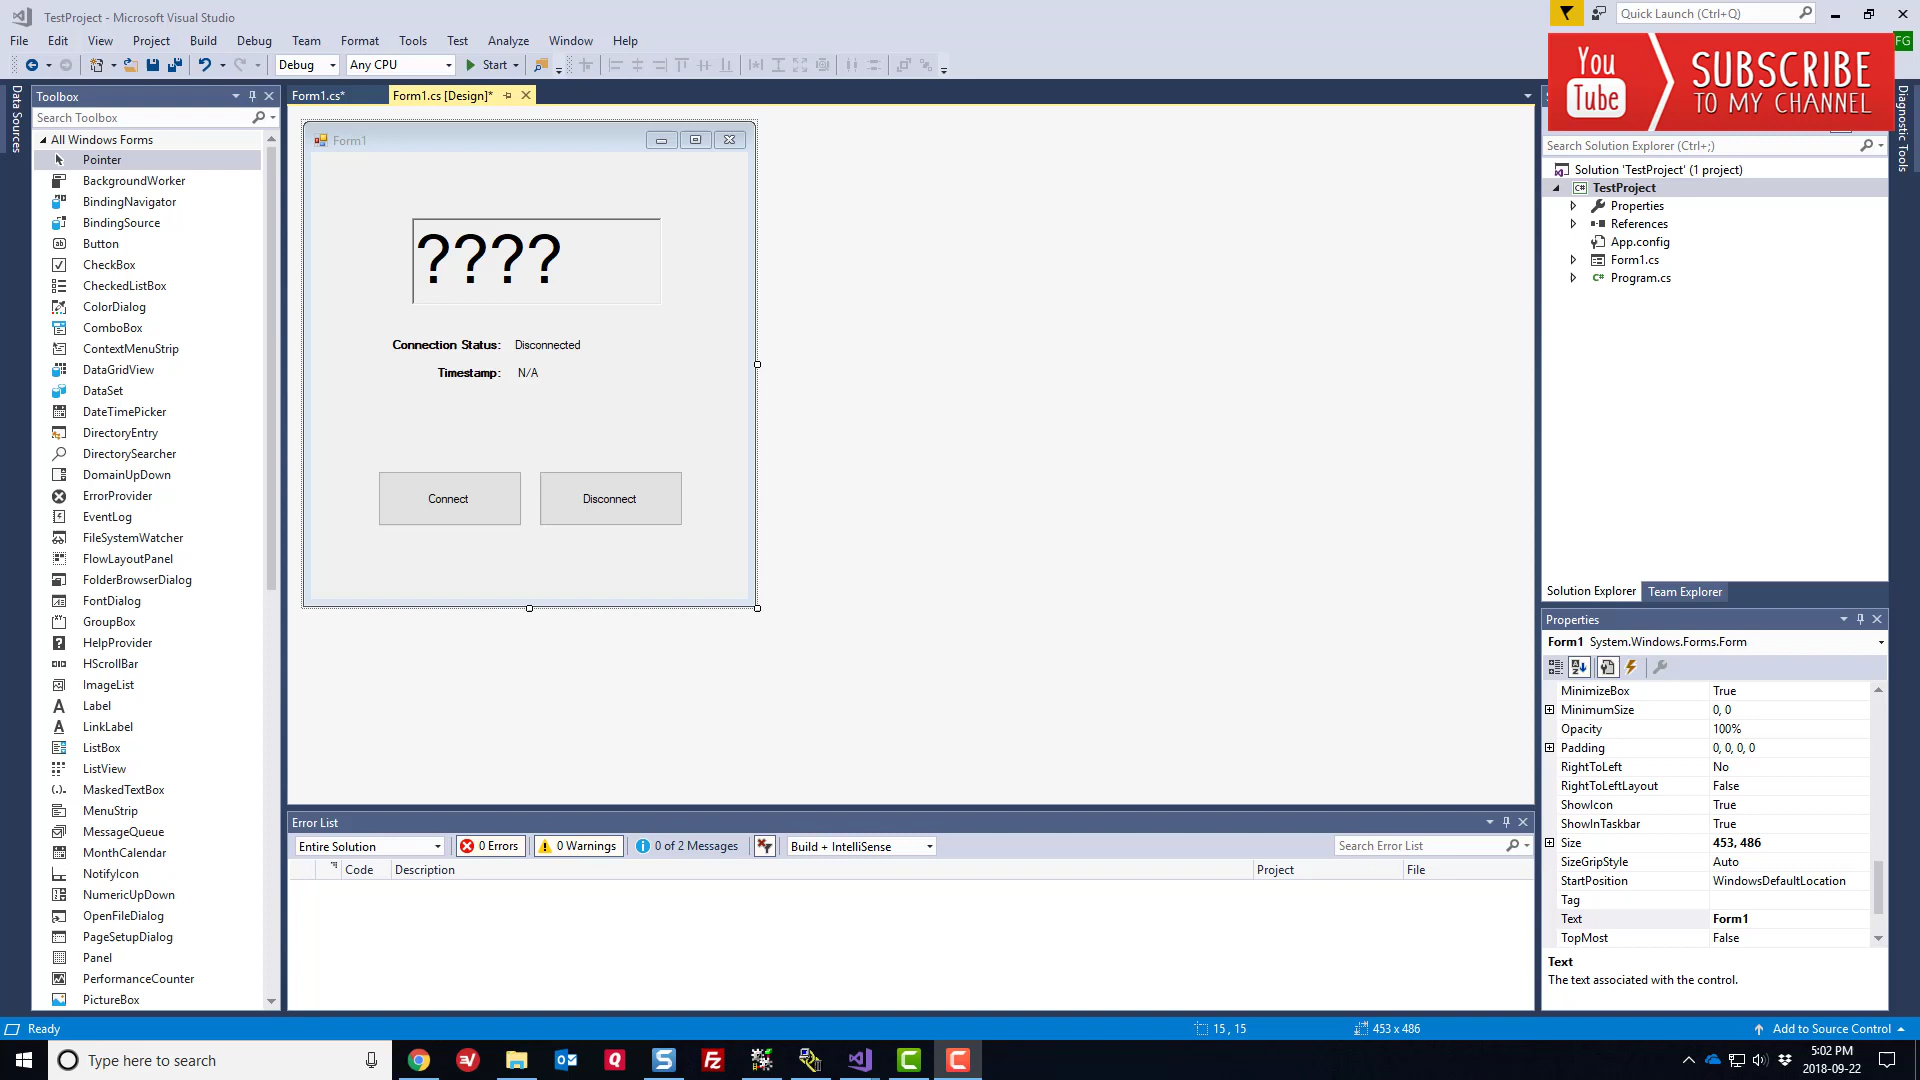 TestProject - Microsoft Visual Studio
Quick Launch (Ctrl+Q)
File Edit View Project Build Debug Team Format Tools Test Analyze Window Help
FG
Debug Any CPU Start
You Tube SUBSCRIBE TO MY CHANNEL
Data Sources
Diagnostic Tools
Toolbox
Search Toolbox
All Windows Forms
Pointer
BackgroundWorker
BindingNavigator
BindingSource
Button
CheckBox
CheckedListBox
ColorDialog
ComboBox
ContextMenuStrip
DataGridView
DataSet
DateTimePicker
DirectoryEntry
DirectorySearcher
DomainUpDown
ErrorProvider
EventLog
FileSystemWatcher
FlowLayoutPanel
FolderBrowserDialog
FontDialog
GroupBox
HelpProvider
HScrollBar
ImageList
Label
LinkLabel
ListBox
ListView
MaskedTextBox
MenuStrip
MessageQueue
MonthCalendar
NotifyIcon
NumericUpDown
OpenFileDialog
PageSetupDialog
Panel
PerformanceCounter
PictureBox
Form1.cs* Form1.cs [Design]*
Form1
????
Connection Status: Disconnected
Timestamp: N/A
Connect Disconnect
Error List
Entire Solution 0 Errors 0 Warnings 0 of 2 Messages Build + IntelliSense Search Error List
Code Description Project File
Search Solution Explorer (Ctrl+;)
Solution 'TestProject' (1 project)
TestProject
Properties
References
App.config
Form1.cs
Program.cs
Solution Explorer Team Explorer
Properties
Form1 System.Windows.Forms.Form
MinimizeBox True
MinimumSize 0, 0
Opacity 100%
Padding 0, 0, 0, 0
RightToLeft No
RightToLeftLayout False
ShowIcon True
ShowInTaskbar True
Size 453, 486
SizeGripStyle Auto
StartPosition WindowsDefaultLocation
Tag
Text Form1
TopMost False
Text
The text associated with the control.
Ready 15 , 15 453 x 486 Add to Source Control
Type here to search
5:02 PM
2018-09-22